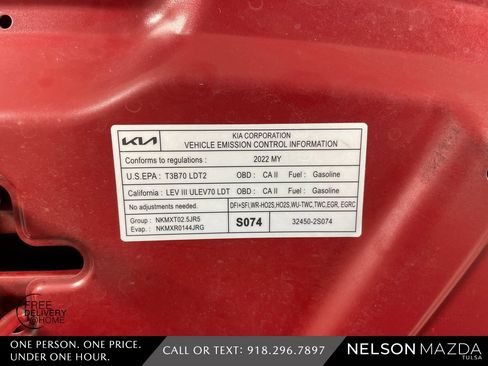 KIA
KIA CORPORATION
VEHICLE EMISSION CONTROL INFORMATION
Conforms to regulations : 2022 MY
U.S.EPA : T3B70 LDT2 OBD : CA II Fuel : Gasoline
California : LEV III ULEV70 LDT OBD : CA II Fuel : Gasoline
No adjustments needed. DFI+SFI,WR-HO2S,HO2S,WU-TWC,TWC,EGR, EGRC
Group : NKMXT02.5JR5
Evap. : NKMXR0144JRG
S074
32450-2S074
FREE
DELIVERY
TO HOME
ONE PERSON. ONE PRICE.
UNDER ONE HOUR.
CALL OR TEXT: 918.296.7897
NELSON MAZDA
TULSA